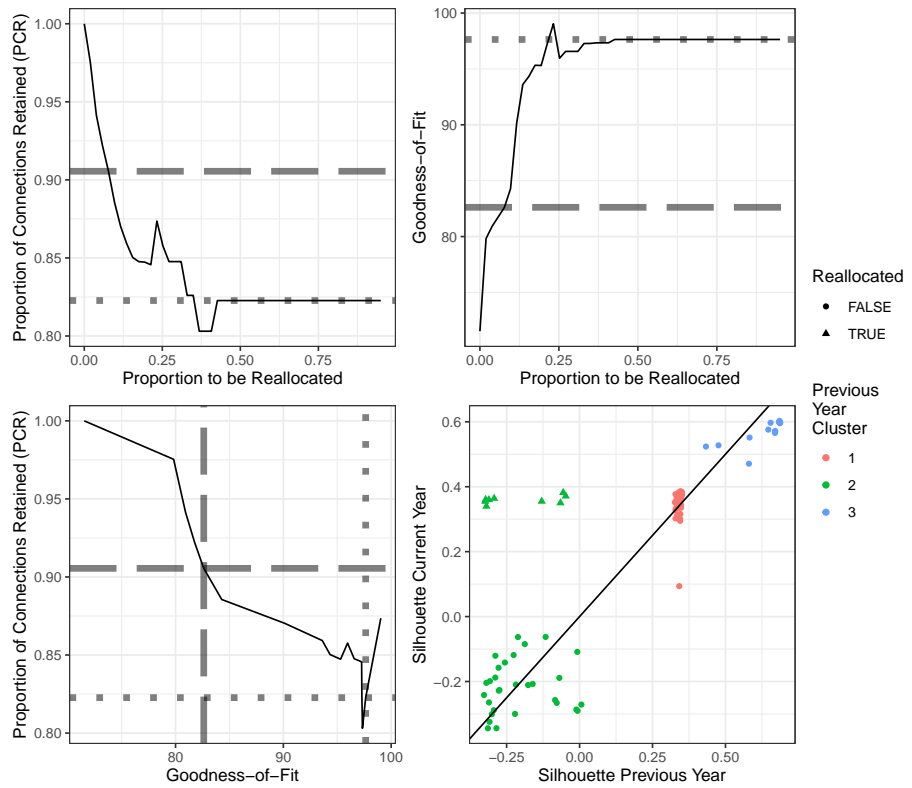 Proportion of Connections Retained (PCR)
1.00
0.95
0.90
0.85
0.80
0.00
0.25
0.50
0.75
Proportion to be Reallocated
Goodness−of−Fit
100
90
80
0.00
0.25
0.50
0.75
Proportion to be Reallocated
Proportion of Connections Retained (PCR)
1.00
0.95
0.90
0.85
0.80
80
90
100
Goodness−of−Fit
Silhouette Current Year
0.6
0.4
0.2
0.0
−0.2
−0.25
0.00
0.25
0.50
Silhouette Previous Year
Reallocated
FALSE
TRUE
Previous
Year
Cluster
1
2
3